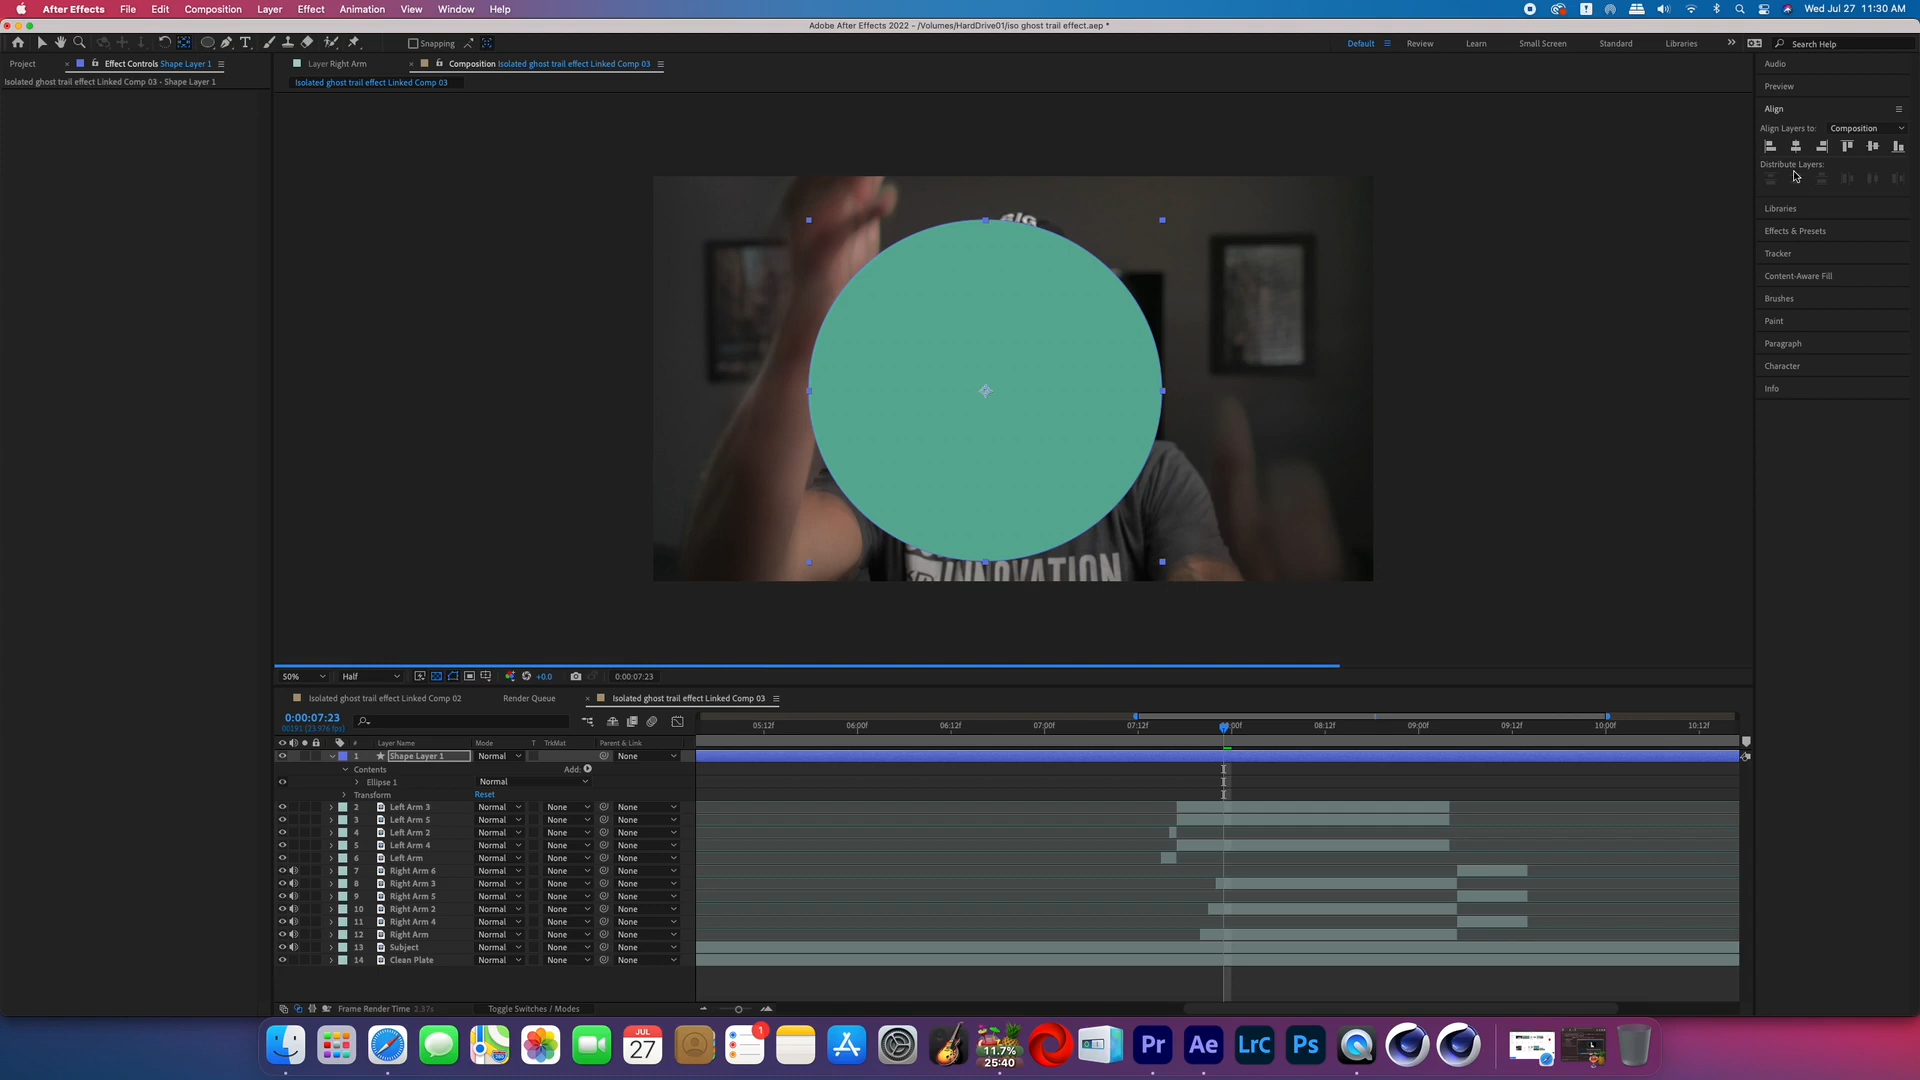 After Effects File Edit Composition Layer Effect Animation View Window Help Wed Jul 27 11:30 AM
Adobe After Effects 2022 - /Volumes/HardDrive01/iso ghost trail effect.aep *
Snapping Default Review Learn Small Screen Standard Libraries Search Help
Project Effect Controls Shape Layer 1 Layer Right Arm Composition Isolated ghost trail effect Linked Comp 03
Isolated ghost trail effect Linked Comp 03 - Shape Layer 1 Isolated ghost trail effect Linked Comp 03
Audio
Preview
Align
Align Layers to: Composition
Distribute Layers:
Libraries
Effects & Presets
Tracker
Content-Aware Fill
Brushes
Paint
Paragraph
Character
Info
INNOVATION
50% Half +0.0 0:00:07:23
Isolated ghost trail effect Linked Comp 02 Render Queue Isolated ghost trail effect Linked Comp 03
0:00:07:23
00191 (23.976 fps)
05:12f 06:00f 06:12f 07:00f 07:12f 08:12f 09:00f 09:12f 10:00f 10:12f
# Layer Name Mode T TrkMat Parent & Link
1 Shape Layer 1 Normal None
Contents Add:
Ellipse 1 Normal
Transform Reset
2 Left Arm 3 Normal None None
3 Left Arm 5 Normal None None
4 Left Arm 2 Normal None None
5 Left Arm 4 Normal None None
6 Left Arm Normal None None
7 Right Arm 6 Normal None None
8 Right Arm 3 Normal None None
9 Right Arm 5 Normal None None
10 Right Arm 2 Normal None None
11 Right Arm 4 Normal None None
12 Right Arm Normal None None
13 Subject Normal None None
14 Clean Plate Normal None None
Frame Render Time 2.37s Toggle Switches / Modes
JUL
27
1
11.7%
25:40
Pr Ae LrC Ps